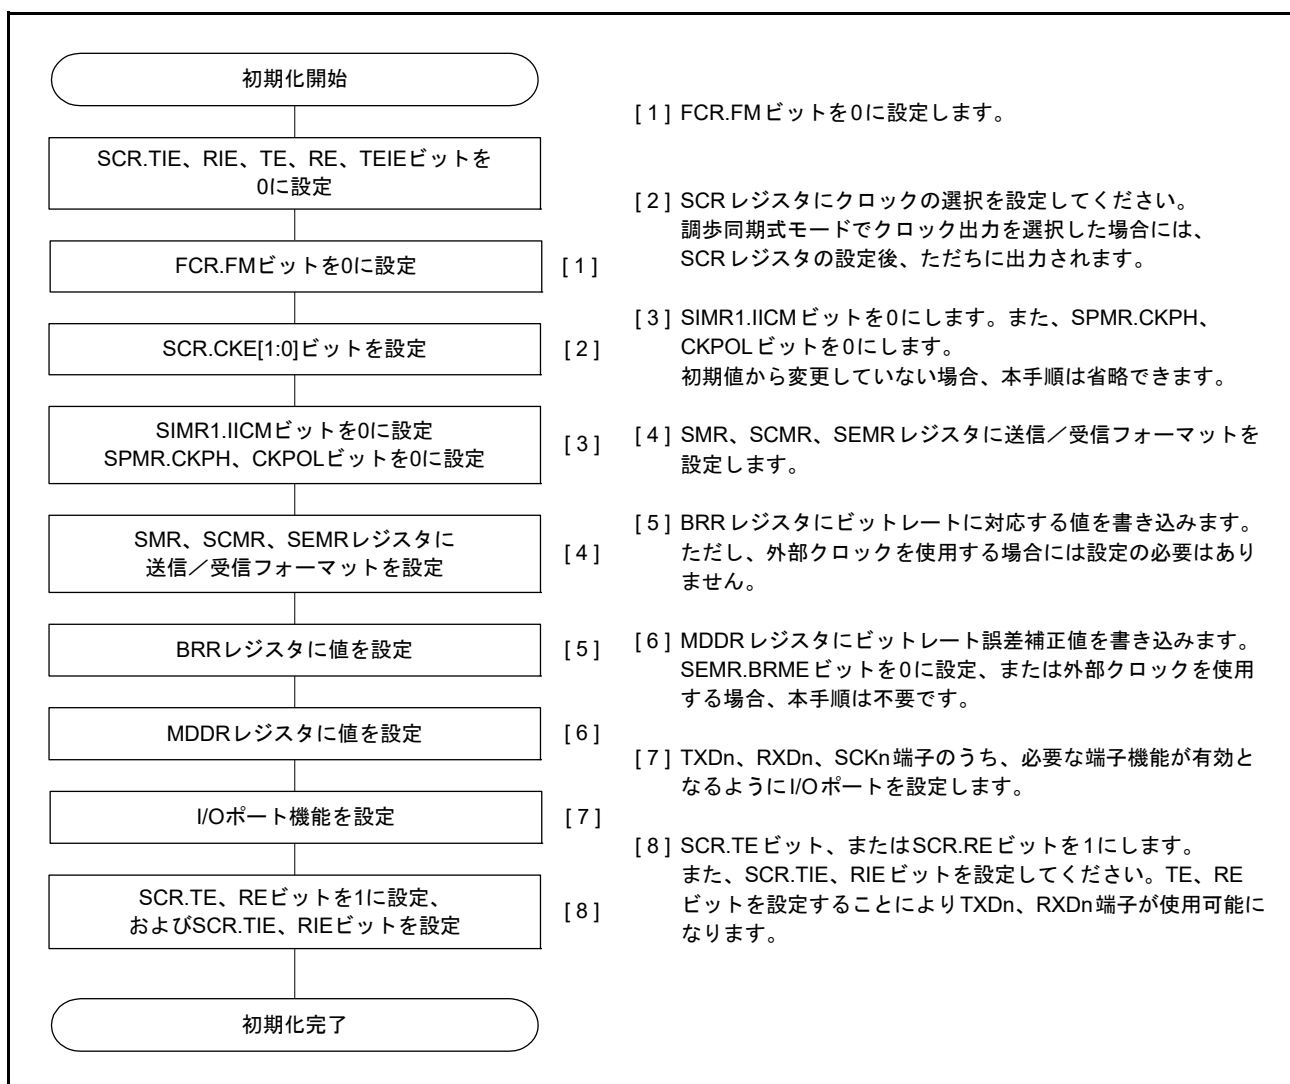 初期化開始
SCR.TIE、RIE、TE、RE、TEIEビットを
0に設定
FCR.FMビットを0に設定
[ 1 ]
SCR.CKE[1:0]ビットを設定
[ 2 ]
SIMR1.IICMビットを0に設定
SPMR.CKPH、CKPOLビットを0に設定
[ 3 ]
SMR、SCMR、SEMRレジスタに
送信／受信フォーマットを設定
[ 4 ]
BRRレジスタに値を設定
[ 5 ]
MDDRレジスタに値を設定
[ 6 ]
I/Oポート機能を設定
[ 7 ]
SCR.TE、REビットを1に設定、
およびSCR.TIE、RIEビットを設定
[ 8 ]
初期化完了
[ 1 ] FCR.FMビットを0に設定します。
[ 2 ] SCRレジスタにクロックの選択を設定してください。
調歩同期式モードでクロック出力を選択した場合には、
SCRレジスタの設定後、ただちに出力されます。
[ 3 ] SIMR1.IICMビットを0にします。また、SPMR.CKPH、
CKPOLビットを0にします。
初期値から変更していない場合、本手順は省略できます。
[ 4 ] SMR、SCMR、SEMRレジスタに送信／受信フォーマットを
設定します。
[ 5 ] BRRレジスタにビットレートに対応する値を書き込みます。
ただし、外部クロックを使用する場合には設定の必要はあり
ません。
[ 6 ] MDDRレジスタにビットレート誤差補正値を書き込みます。
SEMR.BRMEビットを0に設定、または外部クロックを使用
する場合、本手順は不要です。
[ 7 ] TXDn、RXDn、SCKn端子のうち、必要な端子機能が有効と
なるようにI/Oポートを設定します。
[ 8 ] SCR.TEビット、またはSCR.REビットを1にします。
また、SCR.TIE、RIEビットを設定してください。TE、RE
ビットを設定することによりTXDn、RXDn端子が使用可能に
なります。